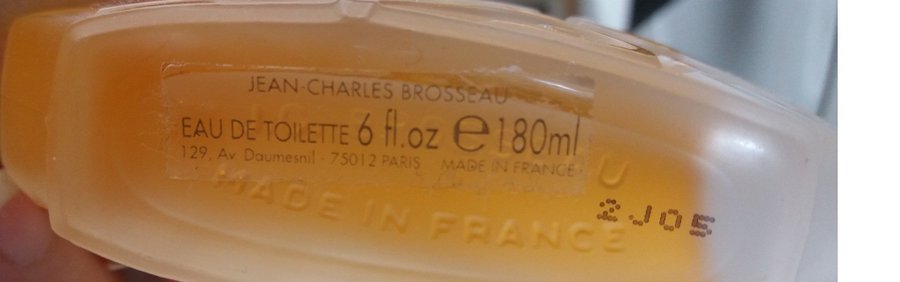 JEAN-CHARLES BROSSEAU
EAU DE TOILETTE 6 fl.oz e 180ml
129, Av Daumesnil - 75012 PARIS MADE IN FRANCE
MADE IN FRANCE
2J05